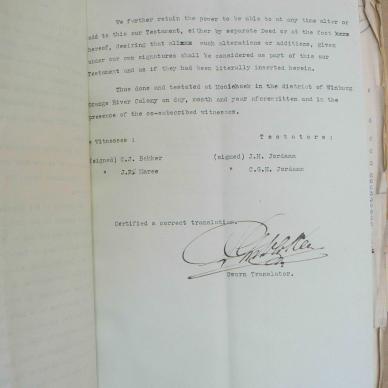 We further retain the power to be able to at any time alter or
add to this our Testament, either by separate Deed or at the foot
hereof, desiring that all such alterations or additions, given
under our own signatures shall be considered as part of this our
Testament and as if they had been literally inserted herein.
Thus done and testated at Mooiehoek in the district of Winburg
Orange River Colony on day, month and year aforewritten and in the
presence of the co-subscribed witnesses.
Witnesses : Testators :
(signed) C.J. Bekker (signed) J.H. Jordaan
" J.P. Maree " C.G.H. Jordaan
Certified a correct translation.
Sworn Translator.